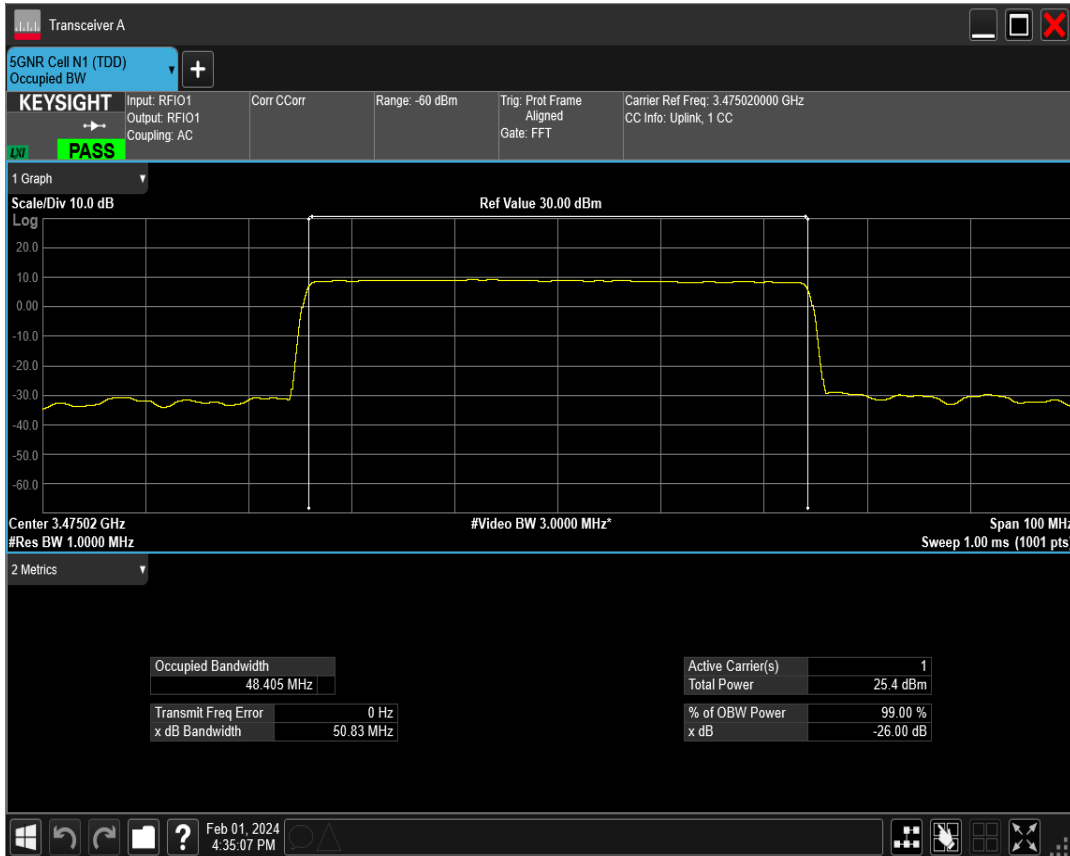 Transceiver A
5GNR Cell N1 (TDD)
Occupied BW
+
KEYSIGHT
LXI
PASS
Input: RFIO1
Output: RFIO1
Coupling: AC
Corr CCorr
Range: -60 dBm
Trig: Prot Frame
Aligned
Gate: FFT
Carrier Ref Freq: 3.475020000 GHz
CC Info: Uplink, 1 CC
1 Graph
Scale/Div 10.0 dB
Ref Value 30.00 dBm
Log
20.0
10.0
0.00
-10.0
-20.0
-30.0
-40.0
-50.0
-60.0
Center 3.47502 GHz
#Video BW 3.0000 MHz*
Span 100 MHz
#Res BW 1.0000 MHz
Sweep 1.00 ms (1001 pts)
2 Metrics
Occupied Bandwidth
48.405 MHz
Transmit Freq Error 0 Hz
x dB Bandwidth 50.83 MHz
Active Carrier(s) 1
Total Power 25.4 dBm
% of OBW Power 99.00 %
x dB -26.00 dB
?
Feb 01, 2024
4:35:07 PM